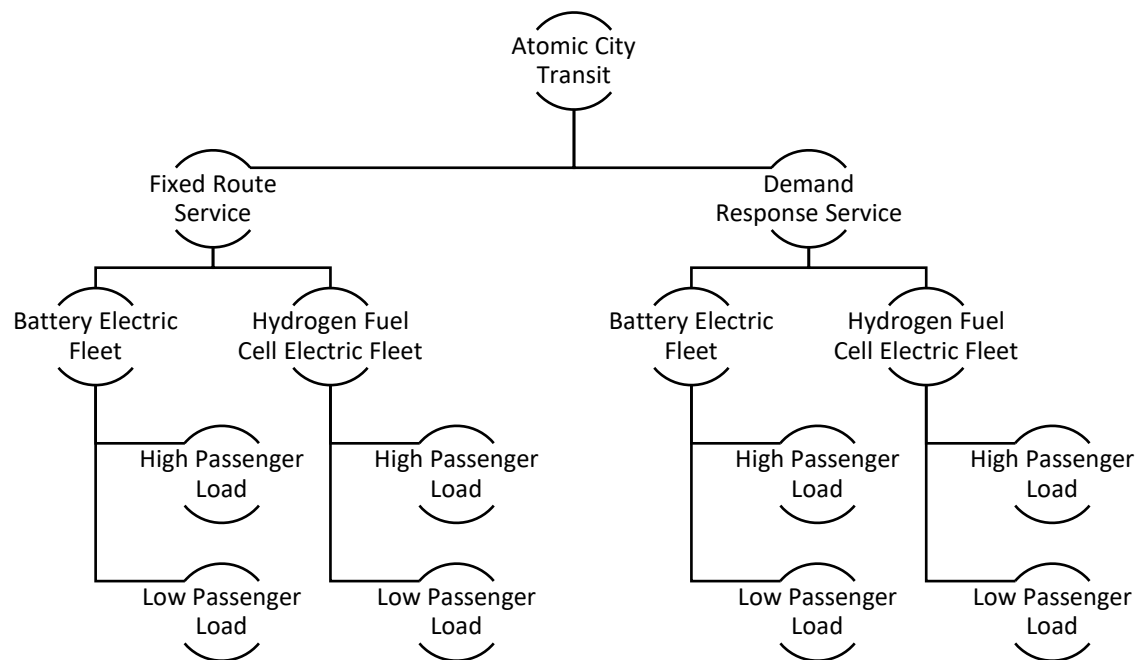 Atomic City
Transit
Fixed Route
Service
Demand
Response Service
Battery Electric
Fleet
Hydrogen Fuel
Cell Electric Fleet
Battery Electric
Fleet
Hydrogen Fuel
Cell Electric Fleet
High Passenger
Load
High Passenger
Load
High Passenger
Load
High Passenger
Load
Low Passenger
Load
Low Passenger
Load
Low Passenger
Load
Low Passenger
Load